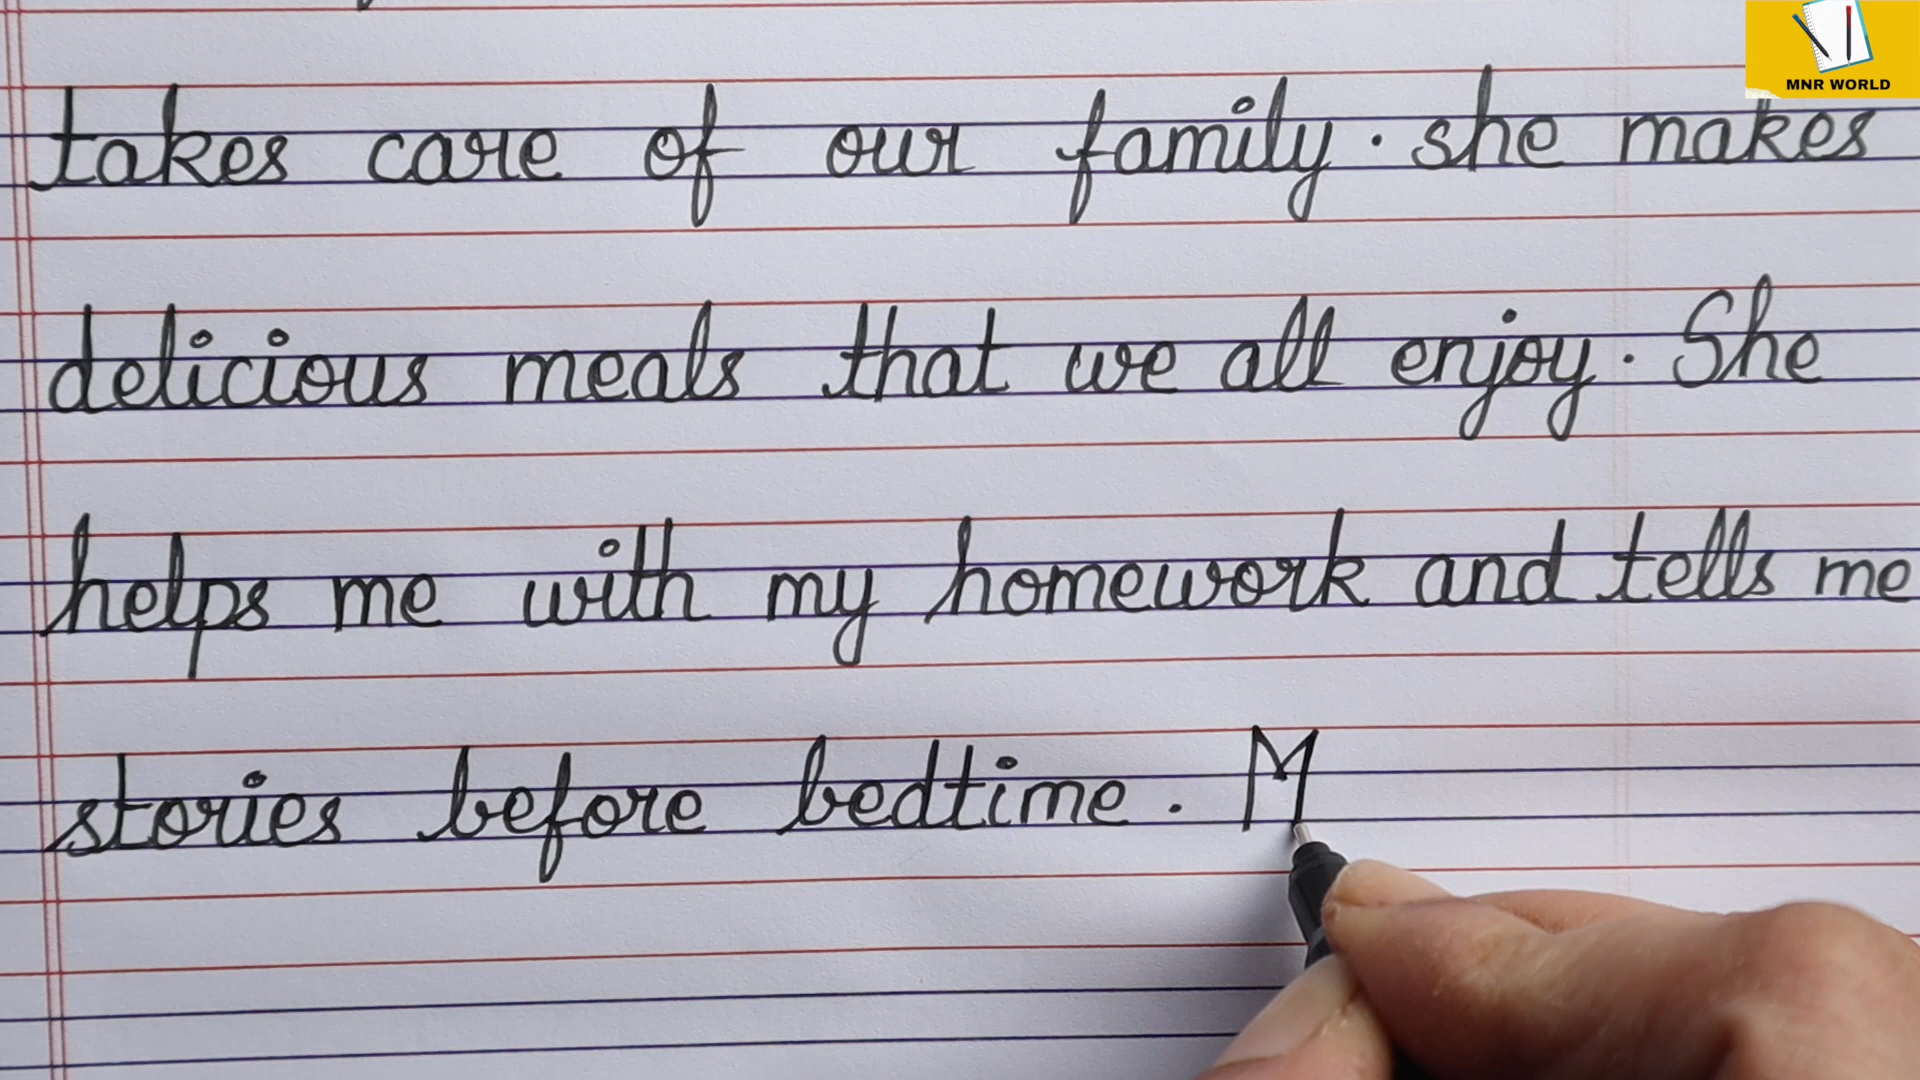 MNR WORLD
takes care of our family. she makes
delicious meals that we all enjoy. She
helps me with my homework and tells me
stories before bedtime. M